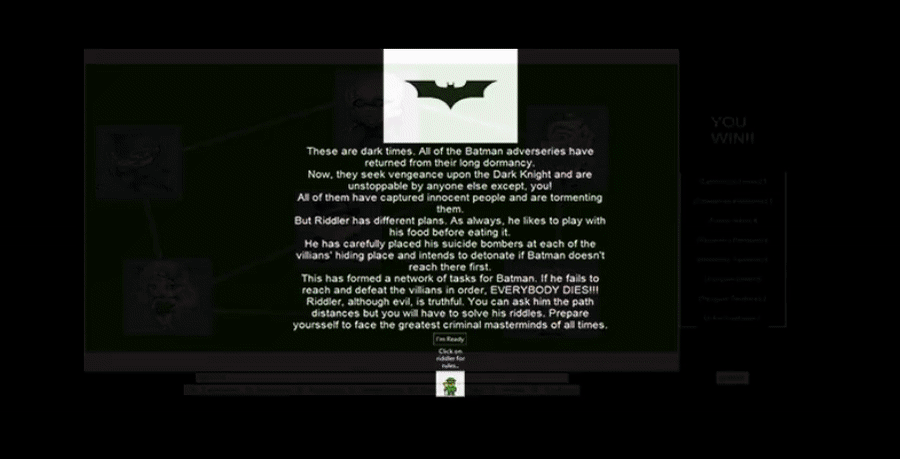 These are dark times. All of the Batman adverseries have
returned from their long dormancy.
Now, they seek vengeance upon the Dark Knight and are
unstoppable by anyone else except, you!
All of them have captured innocent people and are tormenting
them.
But Riddler has different plans. As always, he likes to play with
his food before eating it.
He has carefully placed his suicide bombers at each of the
villians' hiding place and intends to detonate if Batman doesn't
reach there first.
This has formed a network of tasks for Batman. If he fails to
reach and defeat the villians in order, EVERYBODY DIES!!!
Riddler, although evil, is truthful. You can ask him the path
distances but you will have to solve his riddles. Prepare
yoursself to face the greatest criminal masterminds of all times.
I'm Ready
Click on
riddler for
rules...
YOU
WIN!!